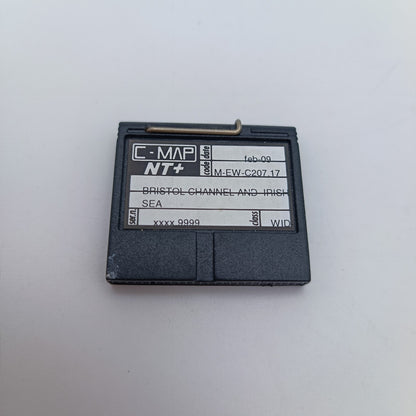 C-MAP
NT+
date feb-09
code M-EW-C207.17
BRISTOL CHANNEL AND IRISH
SEA
ser.n. xxxx 9999 class WID